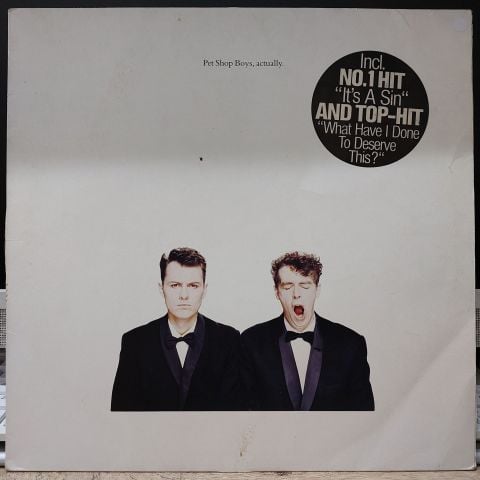 Pet Shop Boys, actually.
Incl.
NO.1 HIT
"It's A Sin"
AND TOP-HIT
"What Have I Done
To Deserve
This?"